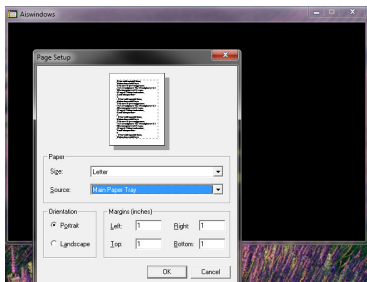 Aiswindows
Page Setup
Paper
Size: Letter
Source: Main Paper Tray
Orientation
Portrait
Landscape
Margins (inches)
Left: 1 Right: 1
Top: 1 Bottom: 1
OK Cancel